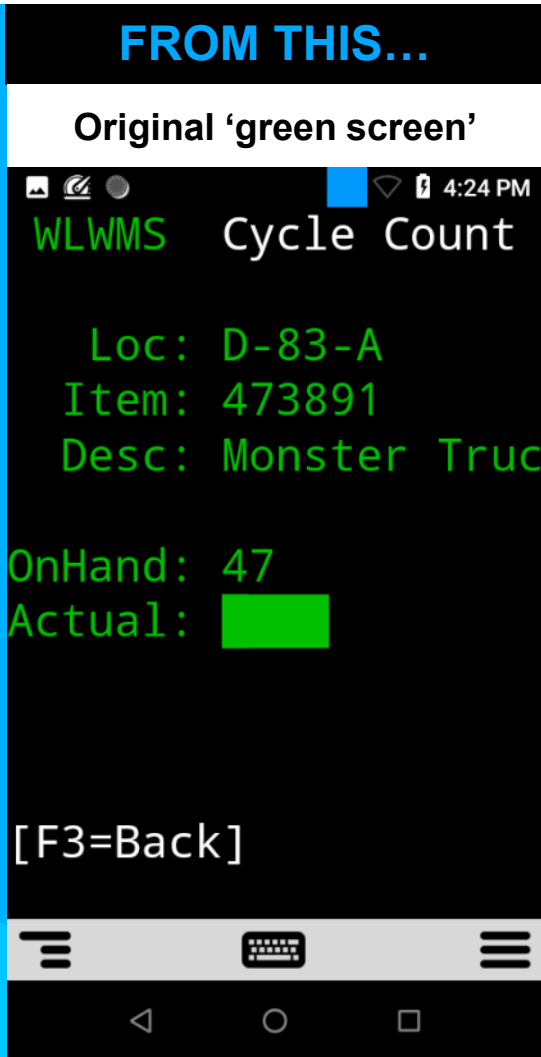 FROM THIS…
Original ‘green screen’
4:24 PM
WLWMS Cycle Count
Loc: D-83-A
Item: 473891
Desc: Monster Truc
OnHand: 47
Actual:
[F3=Back]